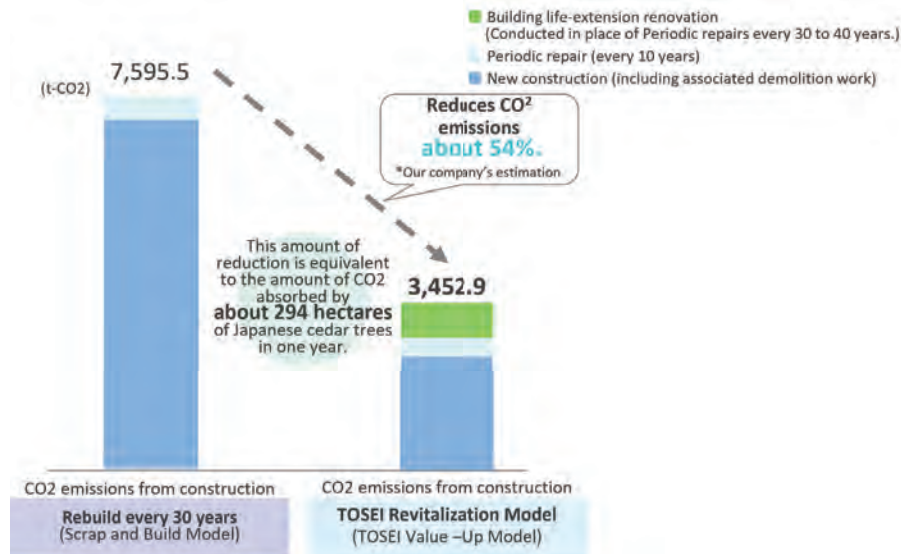 Building life-extension renovation
(Conducted in place of Periodic repairs every 30 to 40 years.)
Periodic repair (every 10 years)
New construction (including associated demolition work)
7,595.5
(t-CO2)
Reduces CO²
emissions
about 54%.
*Our company's estimation
This amount of
reduction is equivalent
to the amount of CO2
absorbed by
about 294 hectares
of Japanese cedar trees
in one year.
3,452.9
CO2 emissions from construction
Rebuild every 30 years
(Scrap and Build Model)
CO2 emissions from construction
TOSEI Revitalization Model
(TOSEI Value –Up Model)